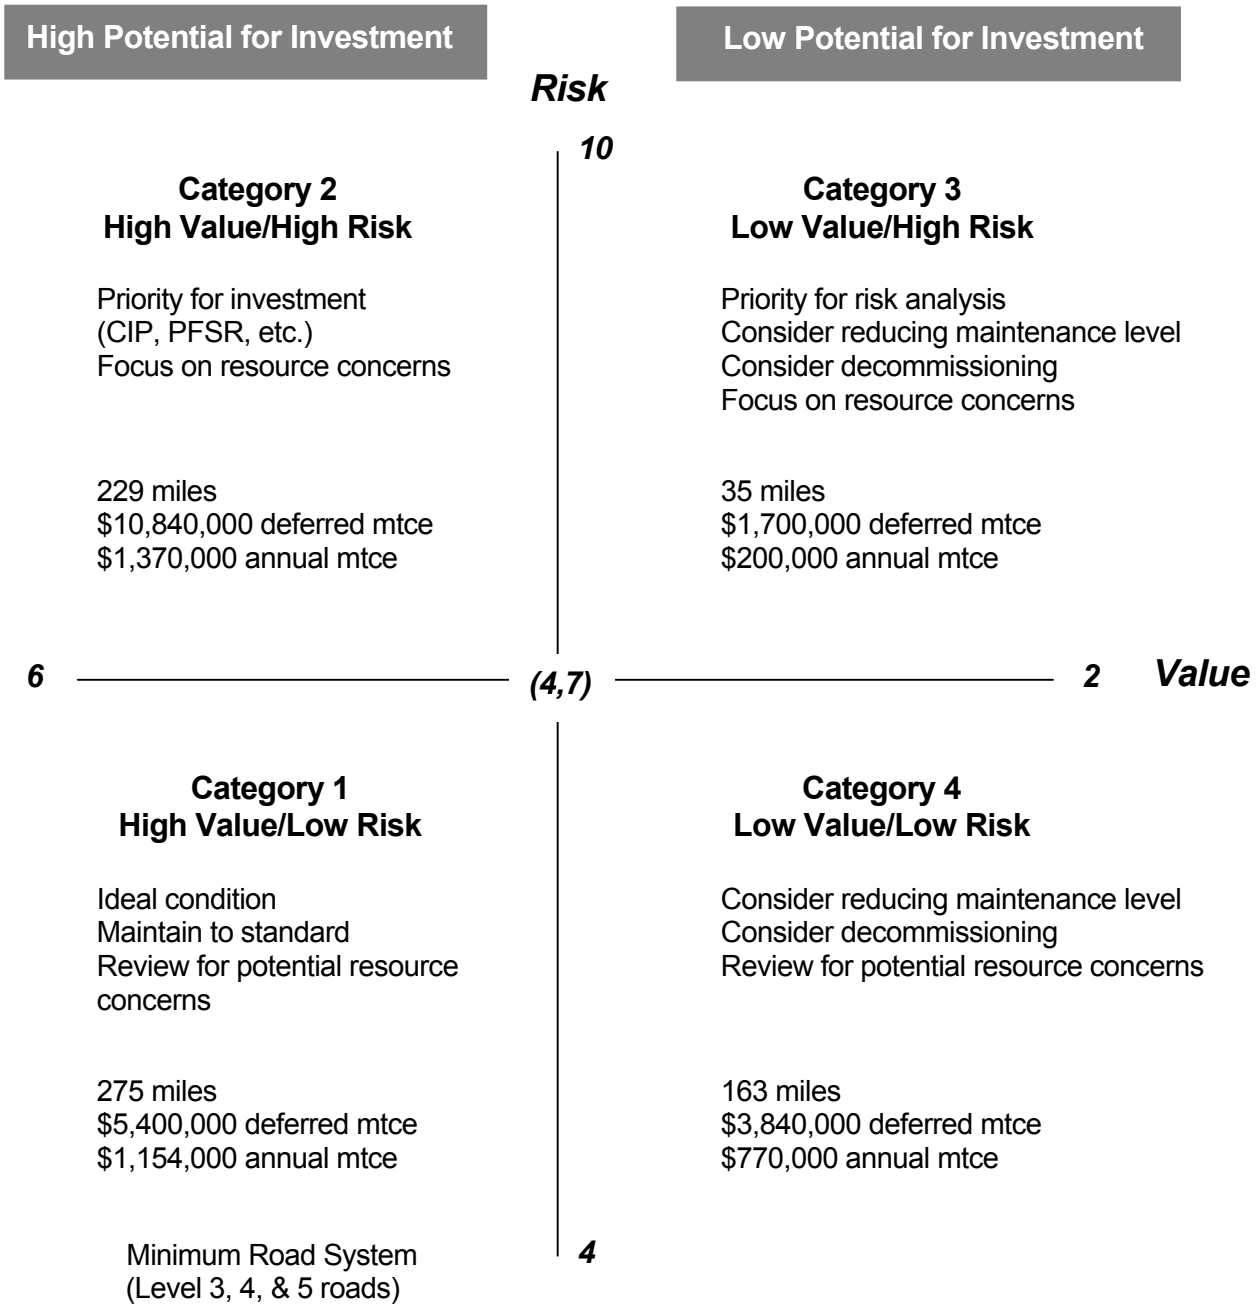 High Potential for Investment
Low Potential for Investment
Risk
10
Category 2
High Value/High Risk
Priority for investment
(CIP, PFSR, etc.)
Focus on resource concerns
229 miles
$10,840,000 deferred mtce
$1,370,000 annual mtce
Category 3
Low Value/High Risk
Priority for risk analysis
Consider reducing maintenance level
Consider decommissioning
Focus on resource concerns
35 miles
$1,700,000 deferred mtce
$200,000 annual mtce
6
(4,7)
2
Value
Category 1
High Value/Low Risk
Ideal condition
Maintain to standard
Review for potential resource
concerns
275 miles
$5,400,000 deferred mtce
$1,154,000 annual mtce
Minimum Road System
(Level 3, 4, & 5 roads)
Category 4
Low Value/Low Risk
Consider reducing maintenance level
Consider decommissioning
Review for potential resource concerns
163 miles
$3,840,000 deferred mtce
$770,000 annual mtce
4